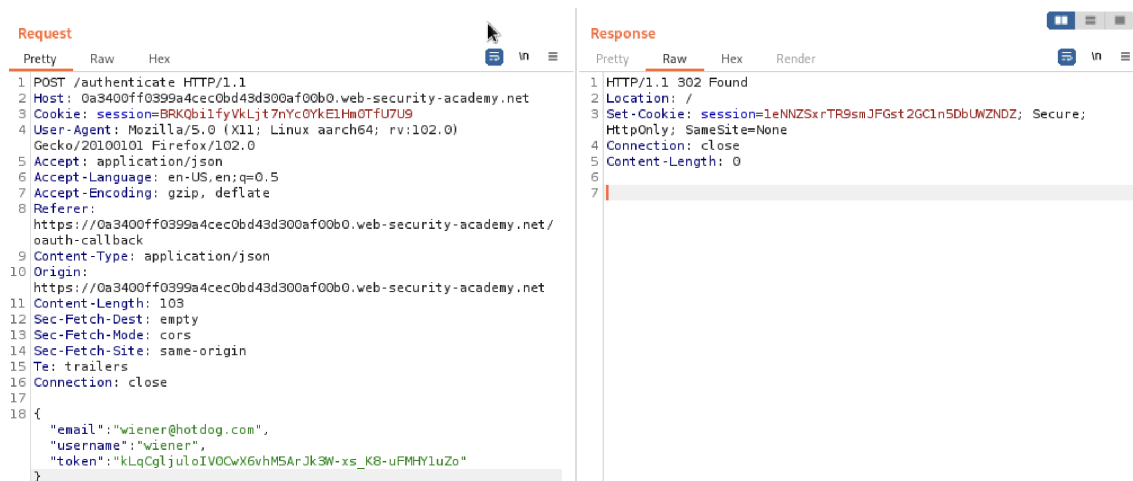 Request
Pretty Raw Hex
\n
1 POST /authenticate HTTP/1.1
2 Host: 0a3400ff0399a4cec0bd43d300af00b0.web-security-academy.net
3 Cookie: session=BRKQbi1fyVkLjt7nYc0YkE1Hm0TfU7U9
4 User-Agent: Mozilla/5.0 (X11; Linux aarch64; rv:102.0)
Gecko/20100101 Firefox/102.0
5 Accept: application/json
6 Accept-Language: en-US,en;q=0.5
7 Accept-Encoding: gzip, deflate
8 Referer:
https://0a3400ff0399a4cec0bd43d300af00b0.web-security-academy.net/
oauth-callback
9 Content-Type: application/json
10 Origin:
https://0a3400ff0399a4cec0bd43d300af00b0.web-security-academy.net
11 Content-Length: 103
12 Sec-Fetch-Dest: empty
13 Sec-Fetch-Mode: cors
14 Sec-Fetch-Site: same-origin
15 Te: trailers
16 Connection: close
17
18 {
"email":"wiener@hotdog.com",
"username":"wiener",
"token":"kLqCgljuloIV0CwX6vhM5ArJk3W-xs_K8-uFMHY1uZo"
}
Response
Pretty Raw Hex Render
\n
1 HTTP/1.1 302 Found
2 Location: /
3 Set-Cookie: session=1eNNZSxrTR9smJFGst2GC1n5DbUWZNDZ; Secure;
HttpOnly; SameSite=None
4 Connection: close
5 Content-Length: 0
6
7